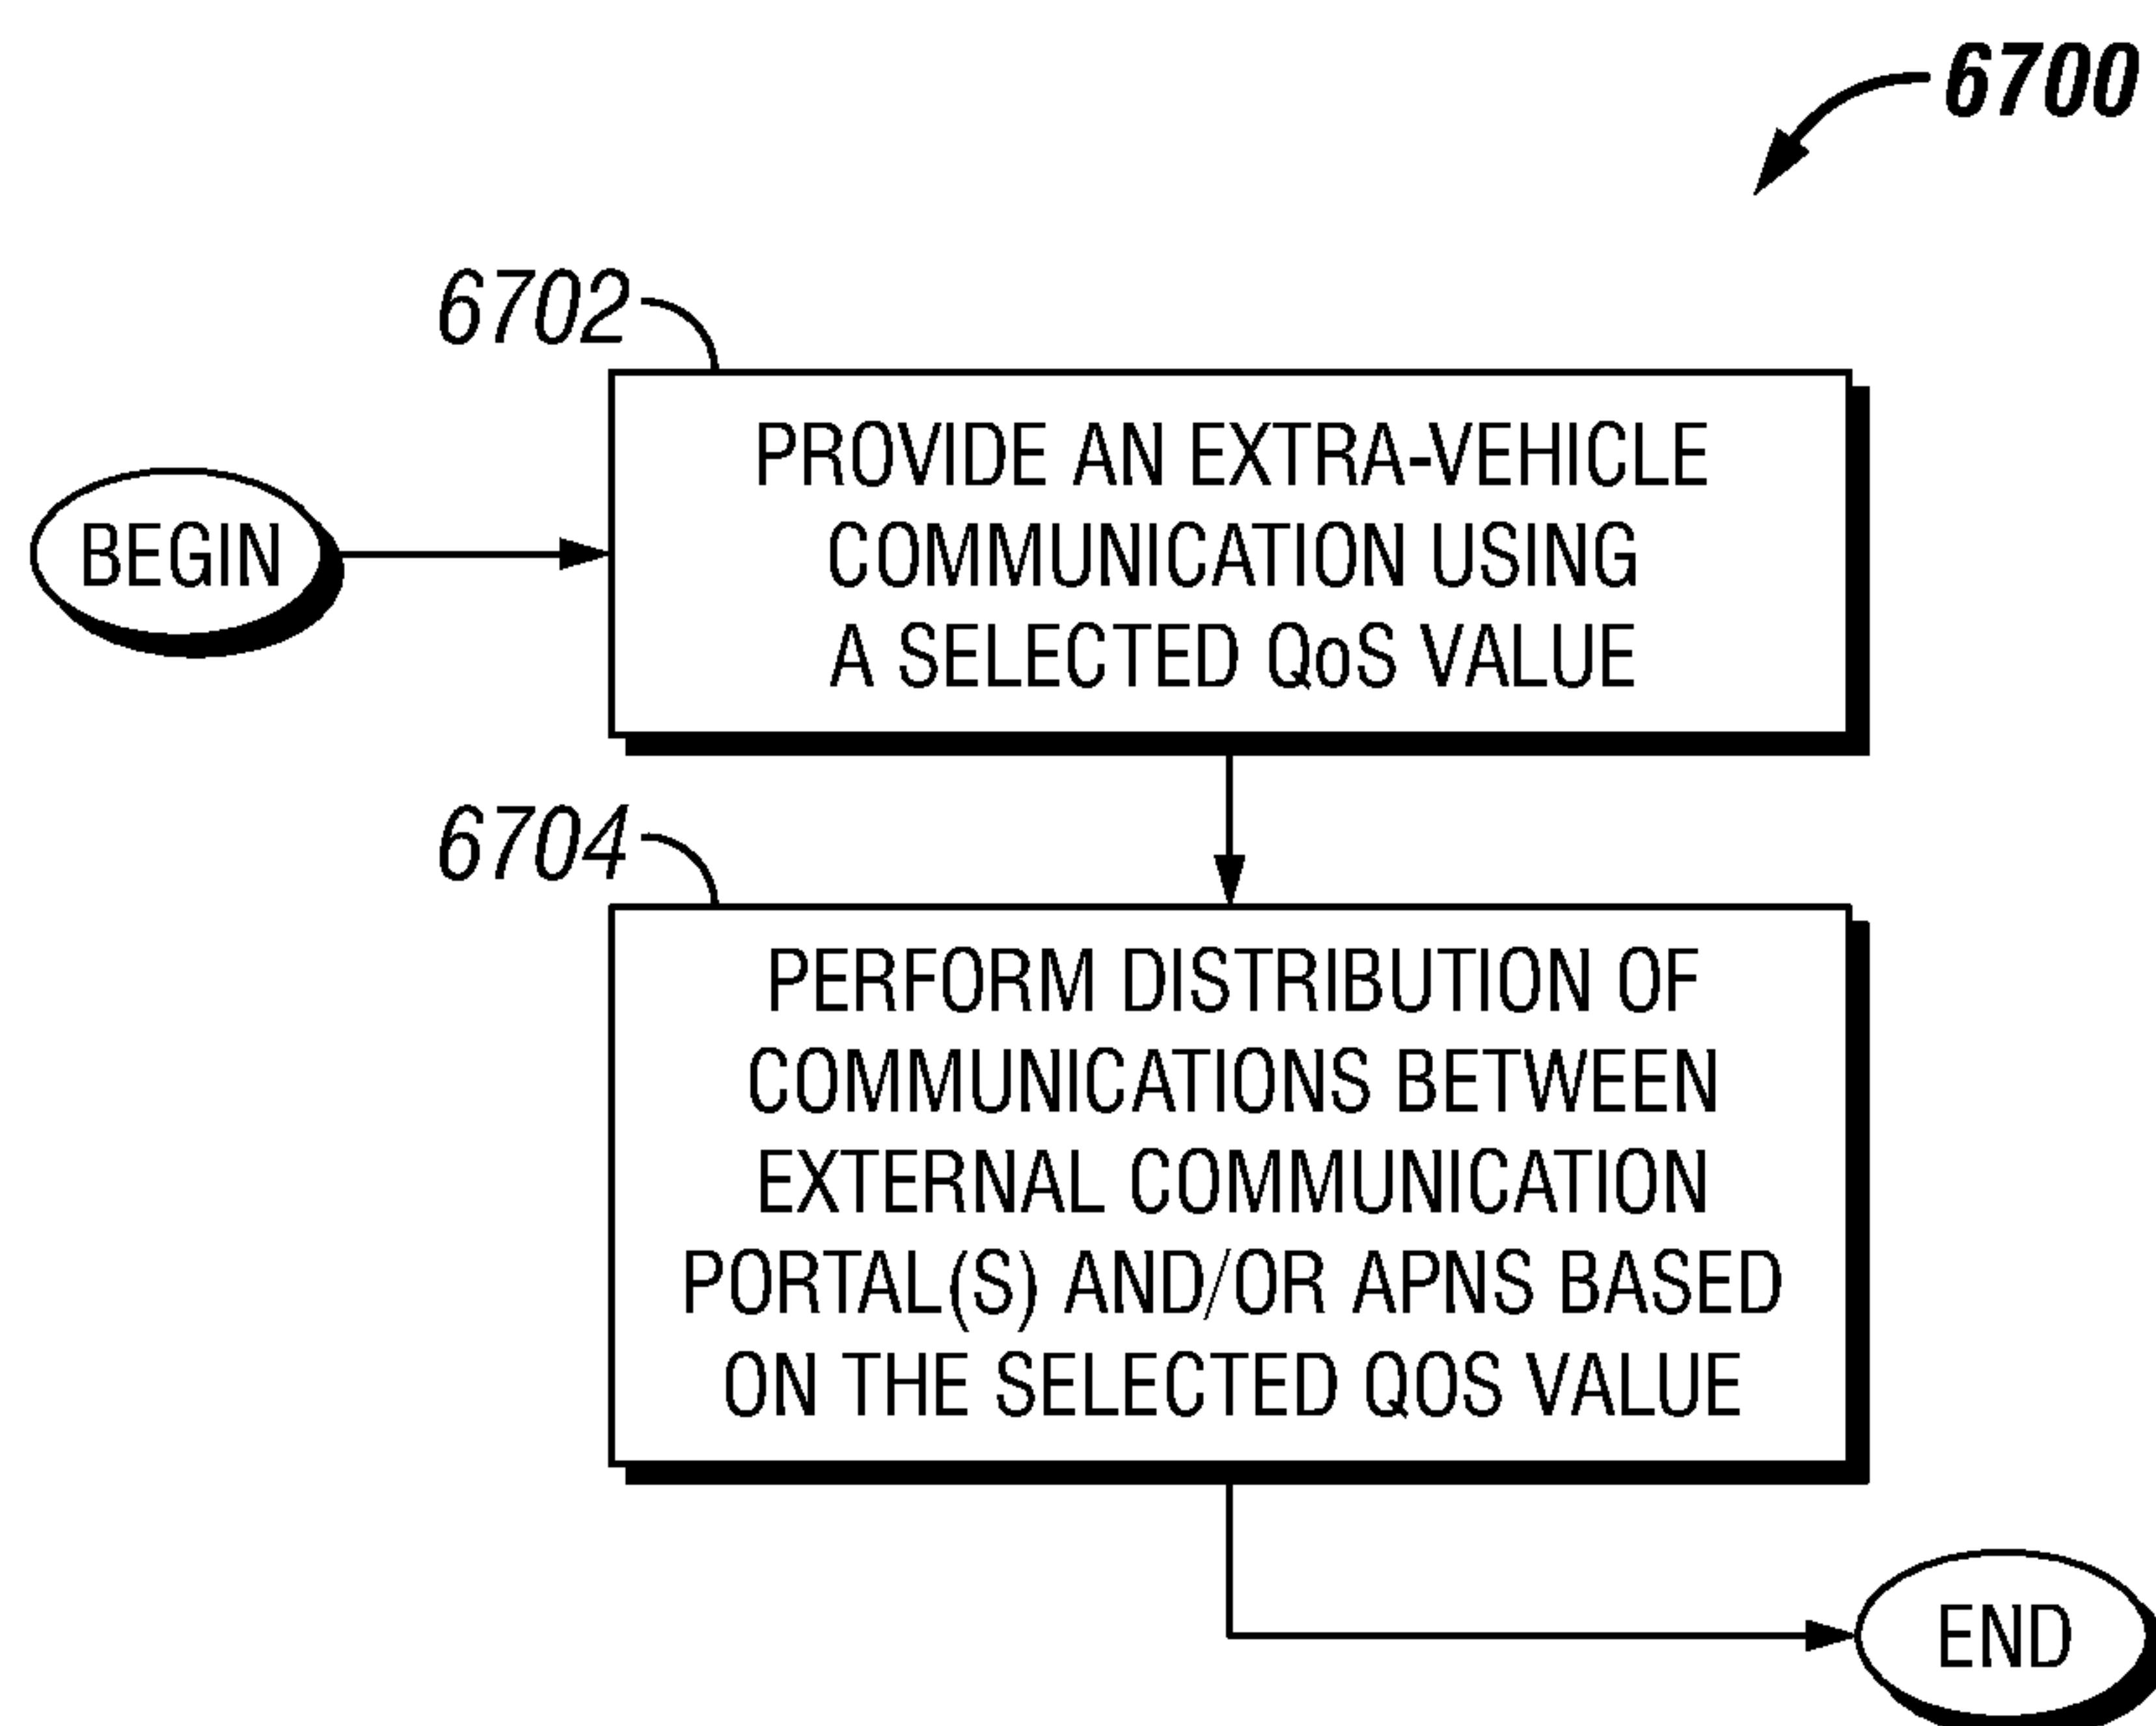 6700
6702
PROVIDE AN EXTRA-VEHICLE
COMMUNICATION USING
A SELECTED QoS VALUE
BEGIN
6704
PERFORM DISTRIBUTION OF
COMMUNICATIONS BETWEEN
EXTERNAL COMMUNICATION
PORTAL(S) AND/OR APNS BASED
ON THE SELECTED QOS VALUE
END